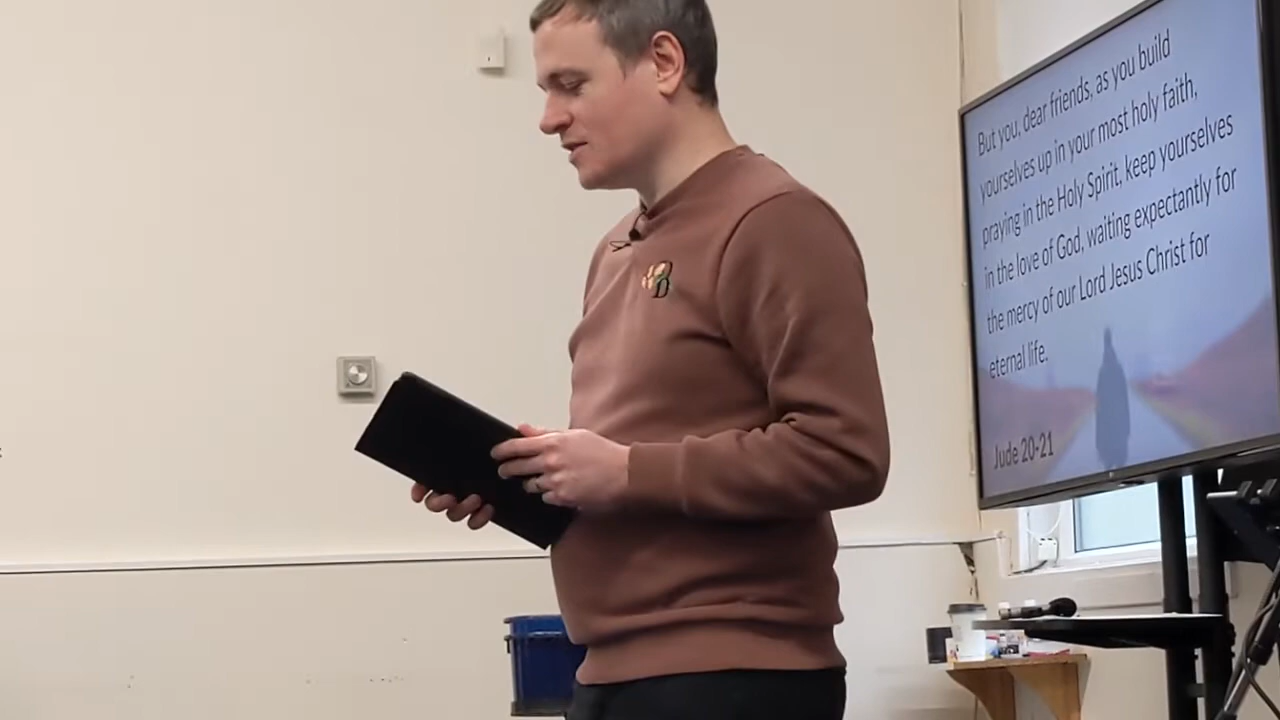 But you, dear friends, as you build
yourselves up in your most holy faith,
praying in the Holy Spirit, keep yourselves
in the love of God, waiting expectantly for
the mercy of our Lord Jesus Christ for
eternal life.
Jude 20-21